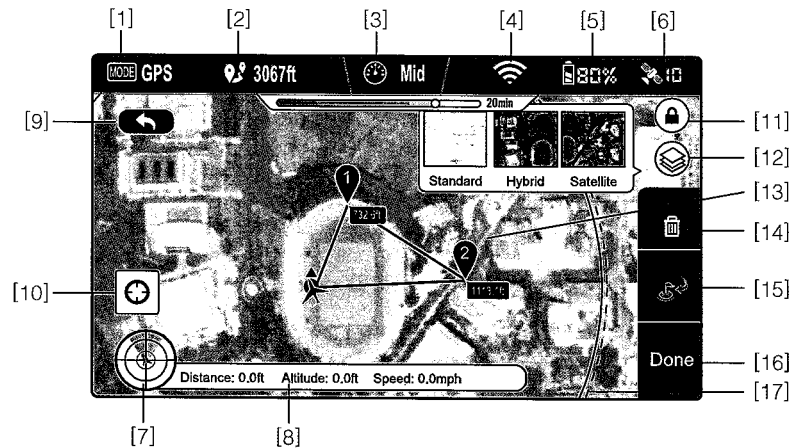 [1] [2] [3] [4] [5] [6]
MODE GPS 3067ft Mid 80% 10
20min
[9] [11]
[12]
Standard Hybrid Satellite
[13]
1
[14]
2
[10] [15]
Done [16]
Distance: 0.0ft Altitude: 0.0ft Speed: 0.0mph
[17]
[7] [8]